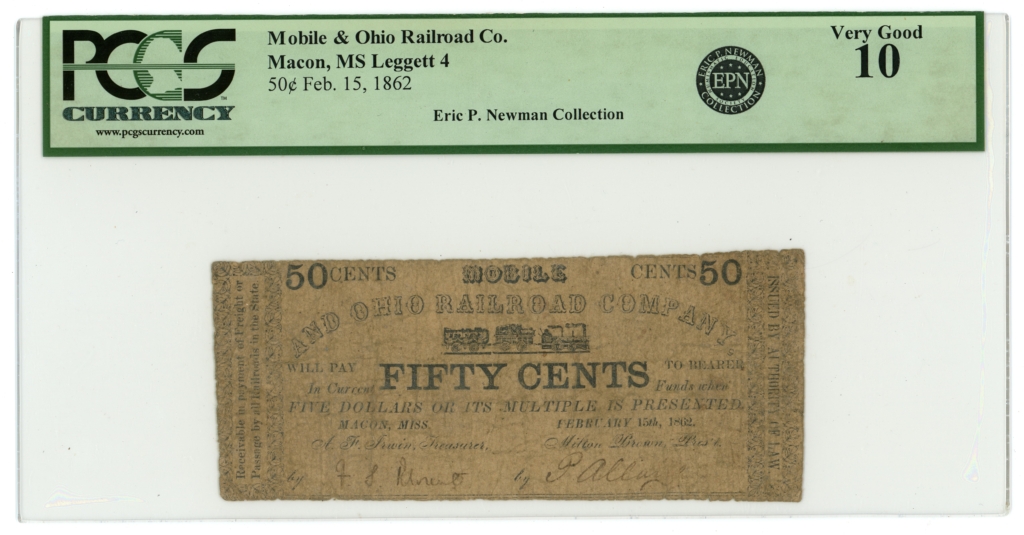 PCGS
CURRENCY
www.pcgscurrency.com
Mobile & Ohio Railroad Co.
Macon, MS Leggett 4
50¢ Feb. 15, 1862
Eric P. Newman Collection
ERIC P. NEWMAN
EPN
COLLECTION
Very Good
10
50 CENTS MOBILE CENTS 50
AND OHIO RAILROAD COMPANY
WILL PAY FIFTY CENTS TO BEARER
In Current Funds when
FIVE DOLLARS OR ITS MULTIPLE IS PRESENTED.
MACON, MISS. FEBRUARY 15th, 1862.
Treasurer. Milton Brown, Pres't.
by by
Receivable in payment of Freight or
Passage by all Railroads in the State.
ISSUED BY AUTHORITY OF LAW